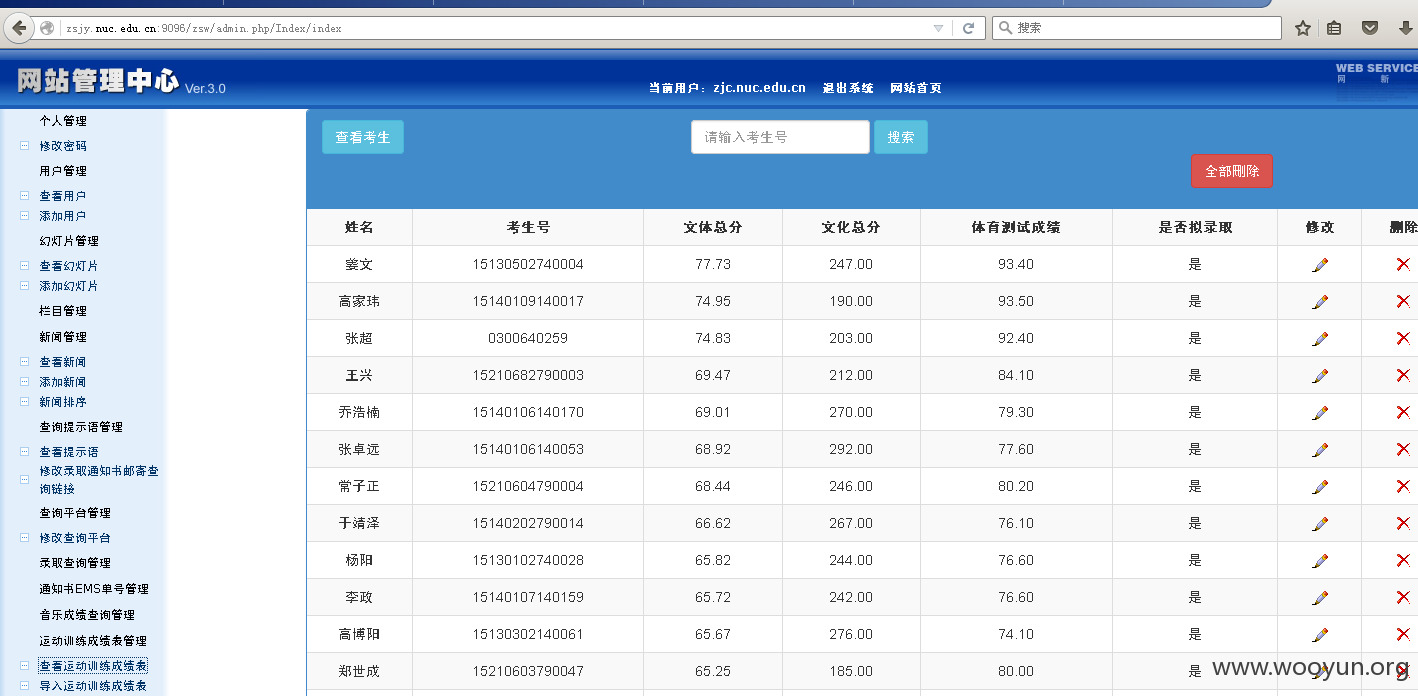 zsjy.nuc.edu.cn:9096/zsw/admin.php/Index/index
搜索
网站管理中心 Ver.3.0
当前用户：zjc.nuc.edu.cn 退出系统 网站首页
WEB SERVICE
网 新
个人管理
修改密码
用户管理
查看用户
添加用户
幻灯片管理
查看幻灯片
添加幻灯片
栏目管理
新闻管理
查看新闻
添加新闻
新闻排序
查询提示语管理
查看提示语
修改录取通知书邮寄查
询链接
查询平台管理
修改查询平台
录取查询管理
通知书EMS单号管理
音乐成绩查询管理
运动训练成绩表管理
查看运动训练成绩表
导入运动训练成绩表
查看考生
请输入考生号
搜索
全部删除
姓名 考生号 文体总分 文化总分 体育测试成绩 是否拟录取 修改 删除
窦文 15130502740004 77.73 247.00 93.40 是
高家玮 15140109140017 74.95 190.00 93.50 是
张超 0300640259 74.83 203.00 92.40 是
王兴 15210682790003 69.47 212.00 84.10 是
乔浩楠 15140106140170 69.01 270.00 79.30 是
张卓远 15140106140053 68.92 292.00 77.60 是
常子正 15210604790004 68.44 246.00 80.20 是
于靖泽 15140202790014 66.62 267.00 76.10 是
杨阳 15130102740028 65.82 244.00 76.60 是
李政 15140107140159 65.72 242.00 76.60 是
高博阳 15130302140061 65.67 276.00 74.10 是
郑世成 15210603790047 65.25 185.00 80.00 是
www.wooyun.org